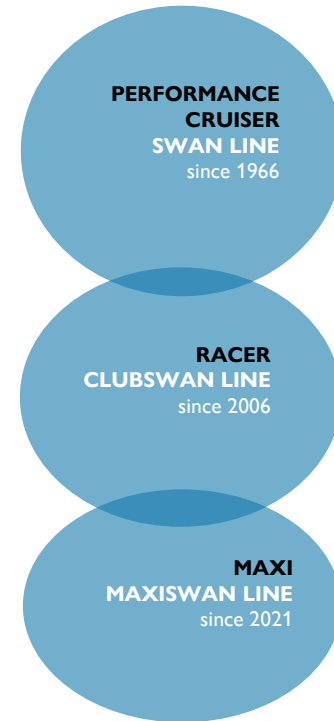 PERFORMANCE
CRUISER
SWAN LINE
since 1966
RACER
CLUBSWAN LINE
since 2006
MAXI
MAXISWAN LINE
since 2021